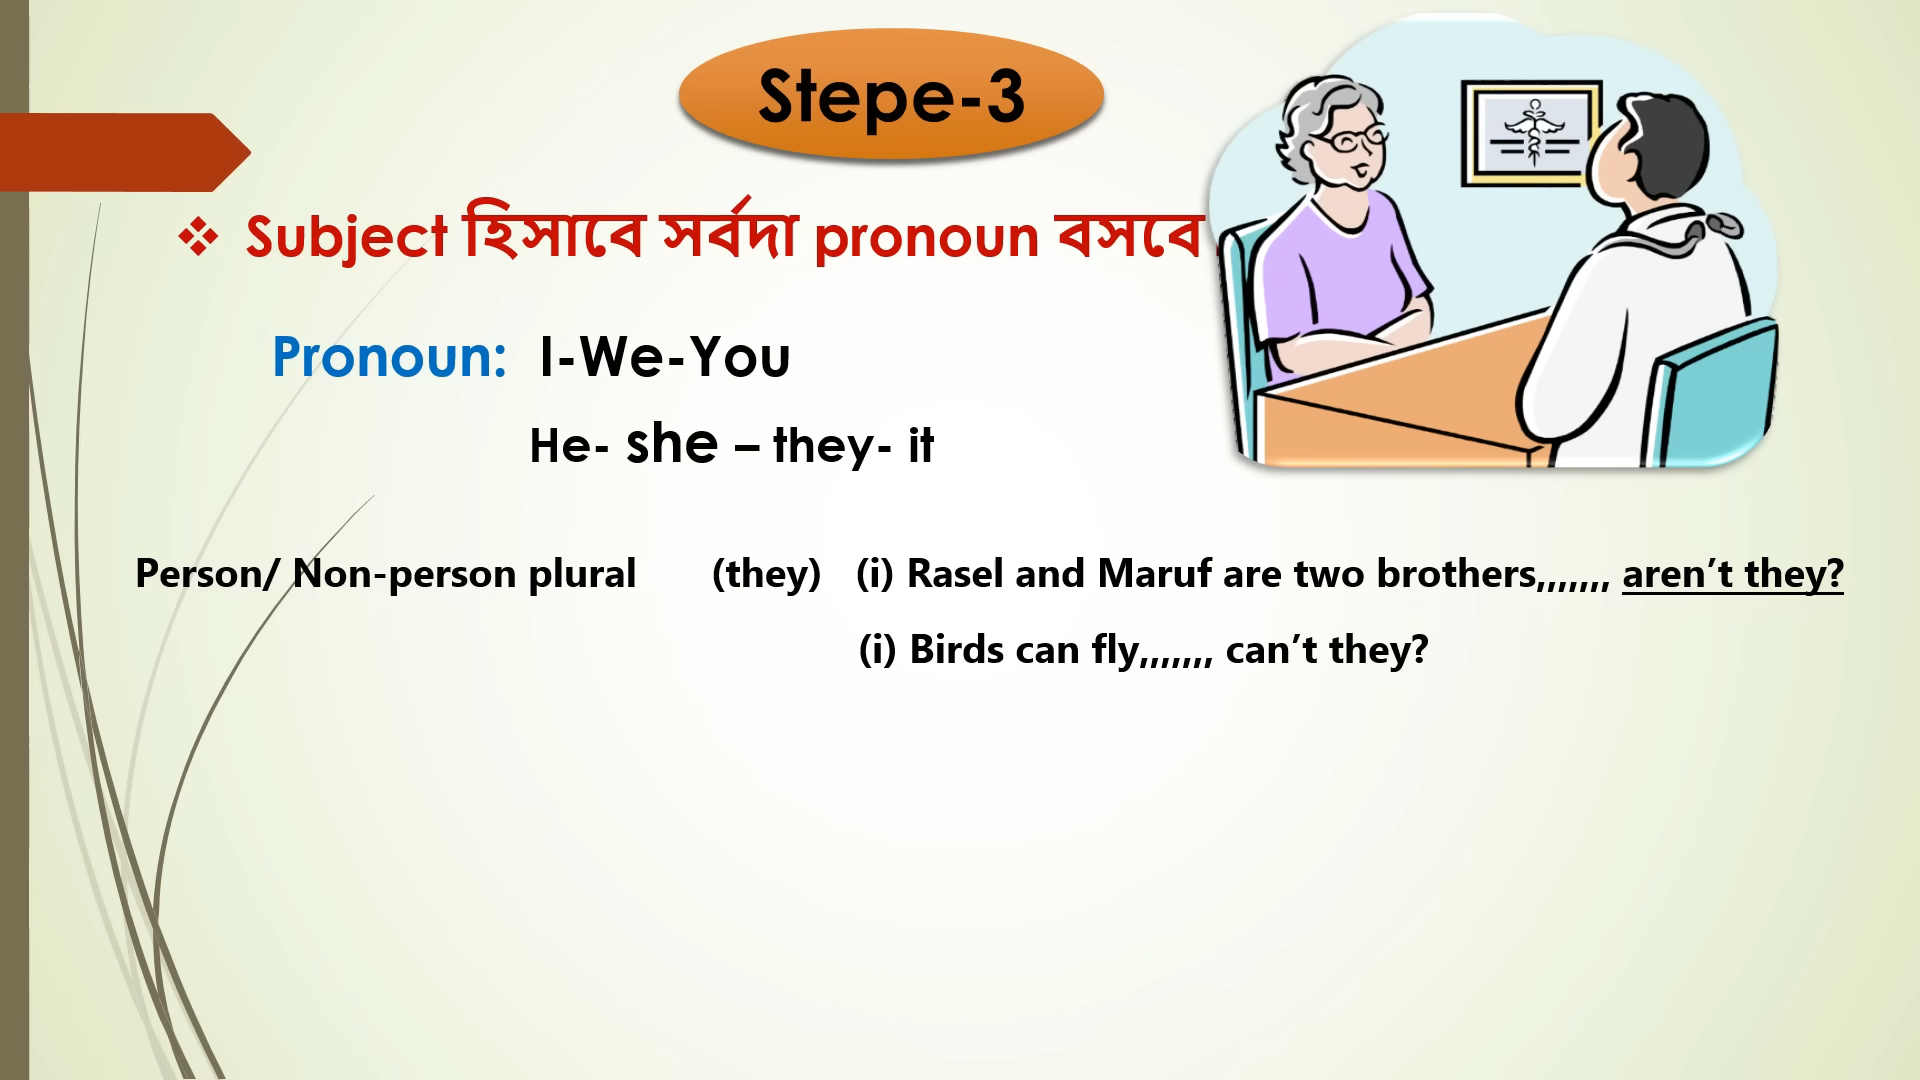 Stepe-3
❖ Subject হিসাবে সর্বদা pronoun বসবে
Pronoun: I-We-You
He- she – they- it
Person/ Non-person plural (they) (i) Rasel and Maruf are two brothers,,,,,,, aren’t they?
(i) Birds can fly,,,,,,, can’t they?